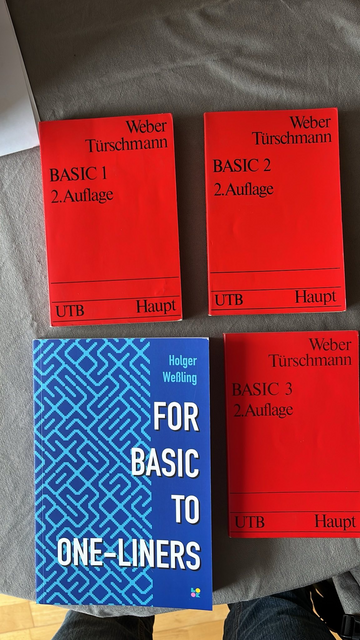 Weber
Türschmann
BASIC 1
2.Auflage
UTB
Haupt
Weber
Türschmann
BASIC 2
2.Auflage
UTB
Haupt
Holger
Weßling
FOR
BASIC
TO
ONE-LINERS
Weber
Türschmann
BASIC 3
2.Auflage
UTB
Haupt